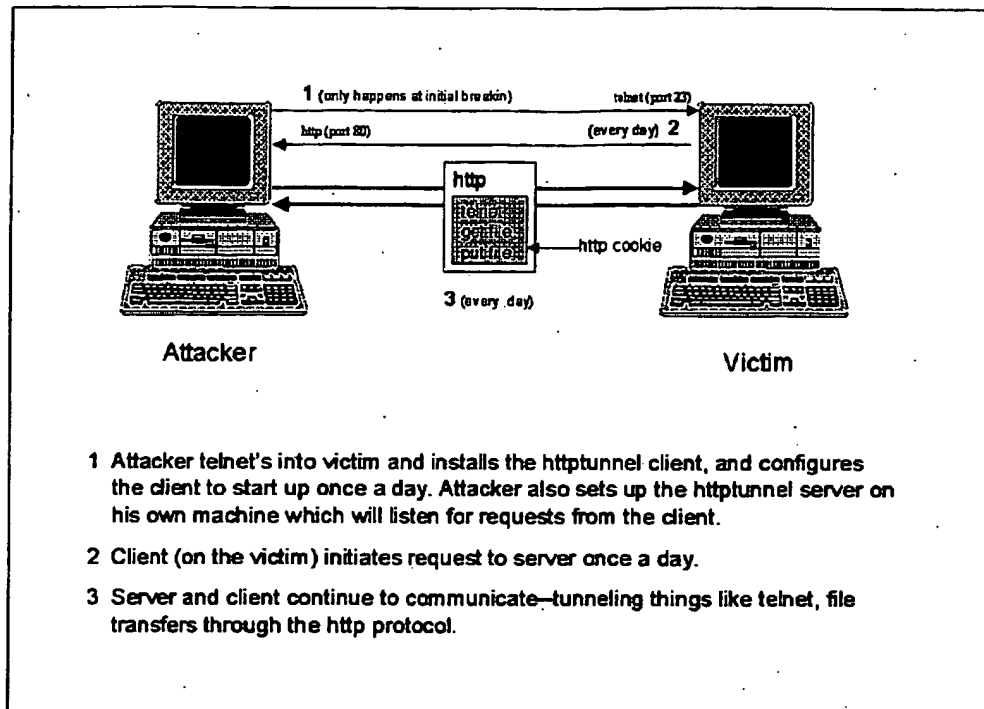 1 (only happens at initial breakin)
telnet (port 23)
http (port 80)
(every day) 2
http
telnet
getfile
putfile
http cookie
3 (every day)
Attacker
Victim
1 Attacker telnet's into victim and installs the httptunnel client, and configures
the client to start up once a day. Attacker also sets up the httptunnel server on
his own machine which will listen for requests from the client.
2 Client (on the victim) initiates request to server once a day.
3 Server and client continue to communicate—tunneling things like telnet, file
transfers through the http protocol.